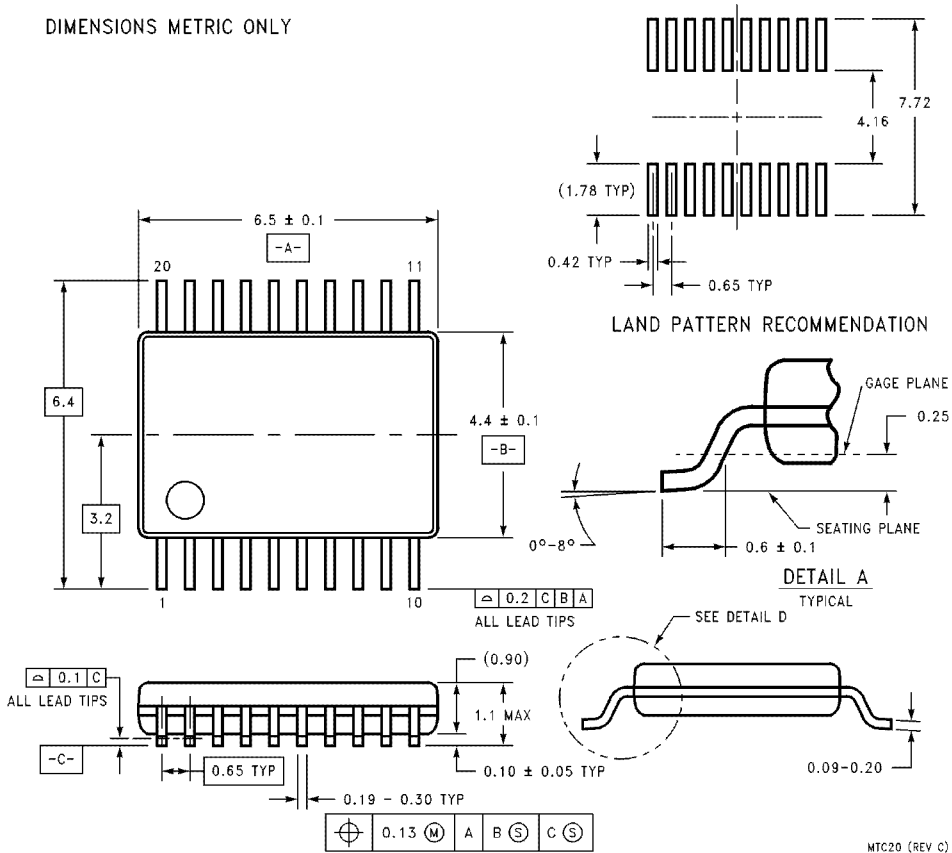 DIMENSIONS METRIC ONLY
7.72
4.16
(1.78 TYP)
0.42 TYP
0.65 TYP
LAND PATTERN RECOMMENDATION
6.5 ± 0.1
-A-
20
11
6.4
3.2
4.4 ± 0.1
-B-
1
10
⌓ 0.2 C B A
ALL LEAD TIPS
GAGE PLANE
0.25
SEATING PLANE
0°-8°
0.6 ± 0.1
DETAIL A
TYPICAL
SEE DETAIL D
⌓ 0.1 C
ALL LEAD TIPS
-C-
(0.90)
1.1 MAX
0.65 TYP
0.10 ± 0.05 TYP
0.19 - 0.30 TYP
0.09-0.20
⌖ 0.13 Ⓜ A B Ⓢ C Ⓢ
MTC20 (REV C)